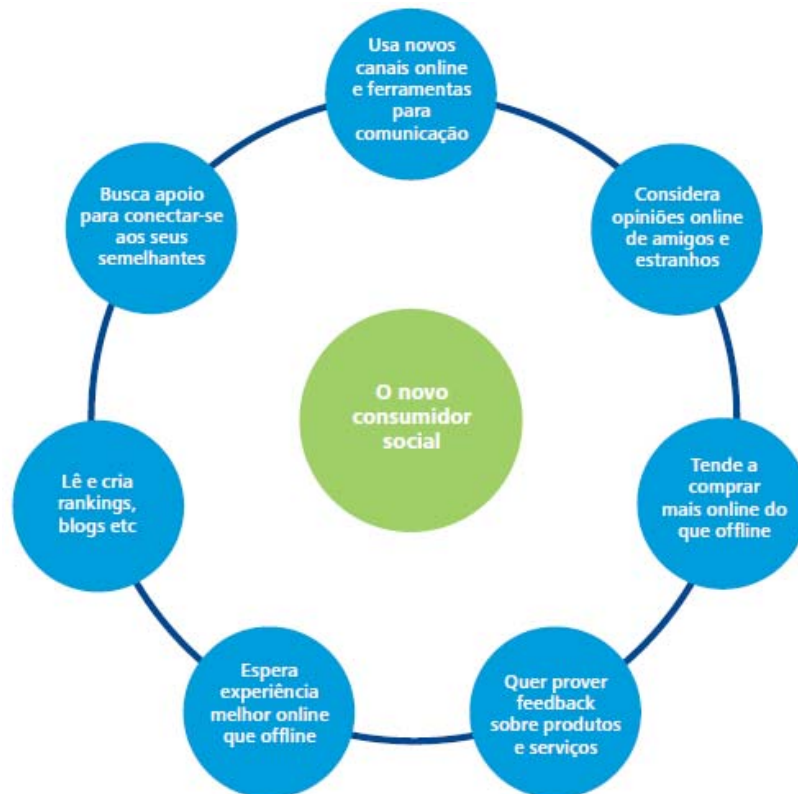 Usa novos
canais online
e ferramentas
para
comunicação
Considera
opiniões online
de amigos e
estranhos
Tende a
comprar
mais online do
que offline
Quer prover
feedback
sobre produtos
e serviços
Espera
experiência
melhor online
que offline
Lê e cria
rankings,
blogs etc
Busca apoio
para conectar-se
aos seus
semelhantes
O novo
consumidor
social